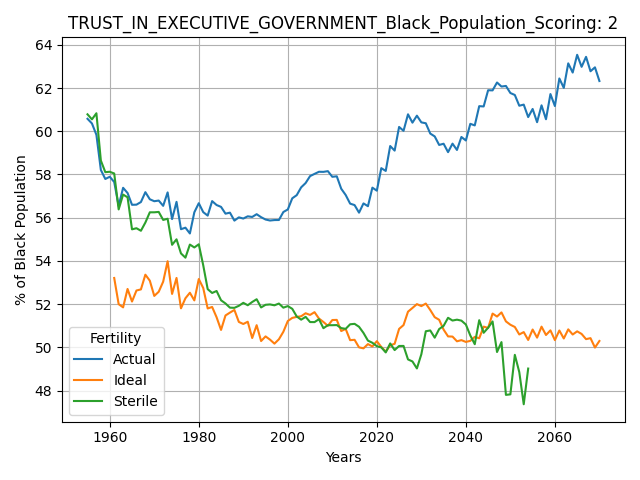 TRUST_IN_EXECUTIVE_GOVERNMENT_Black_Population_Scoring: 2
% of Black Population
64
62
60
58
56
54
52
50
48
Fertility
Actual
Ideal
Sterile
1960
1980
2000
2020
2040
2060
Years